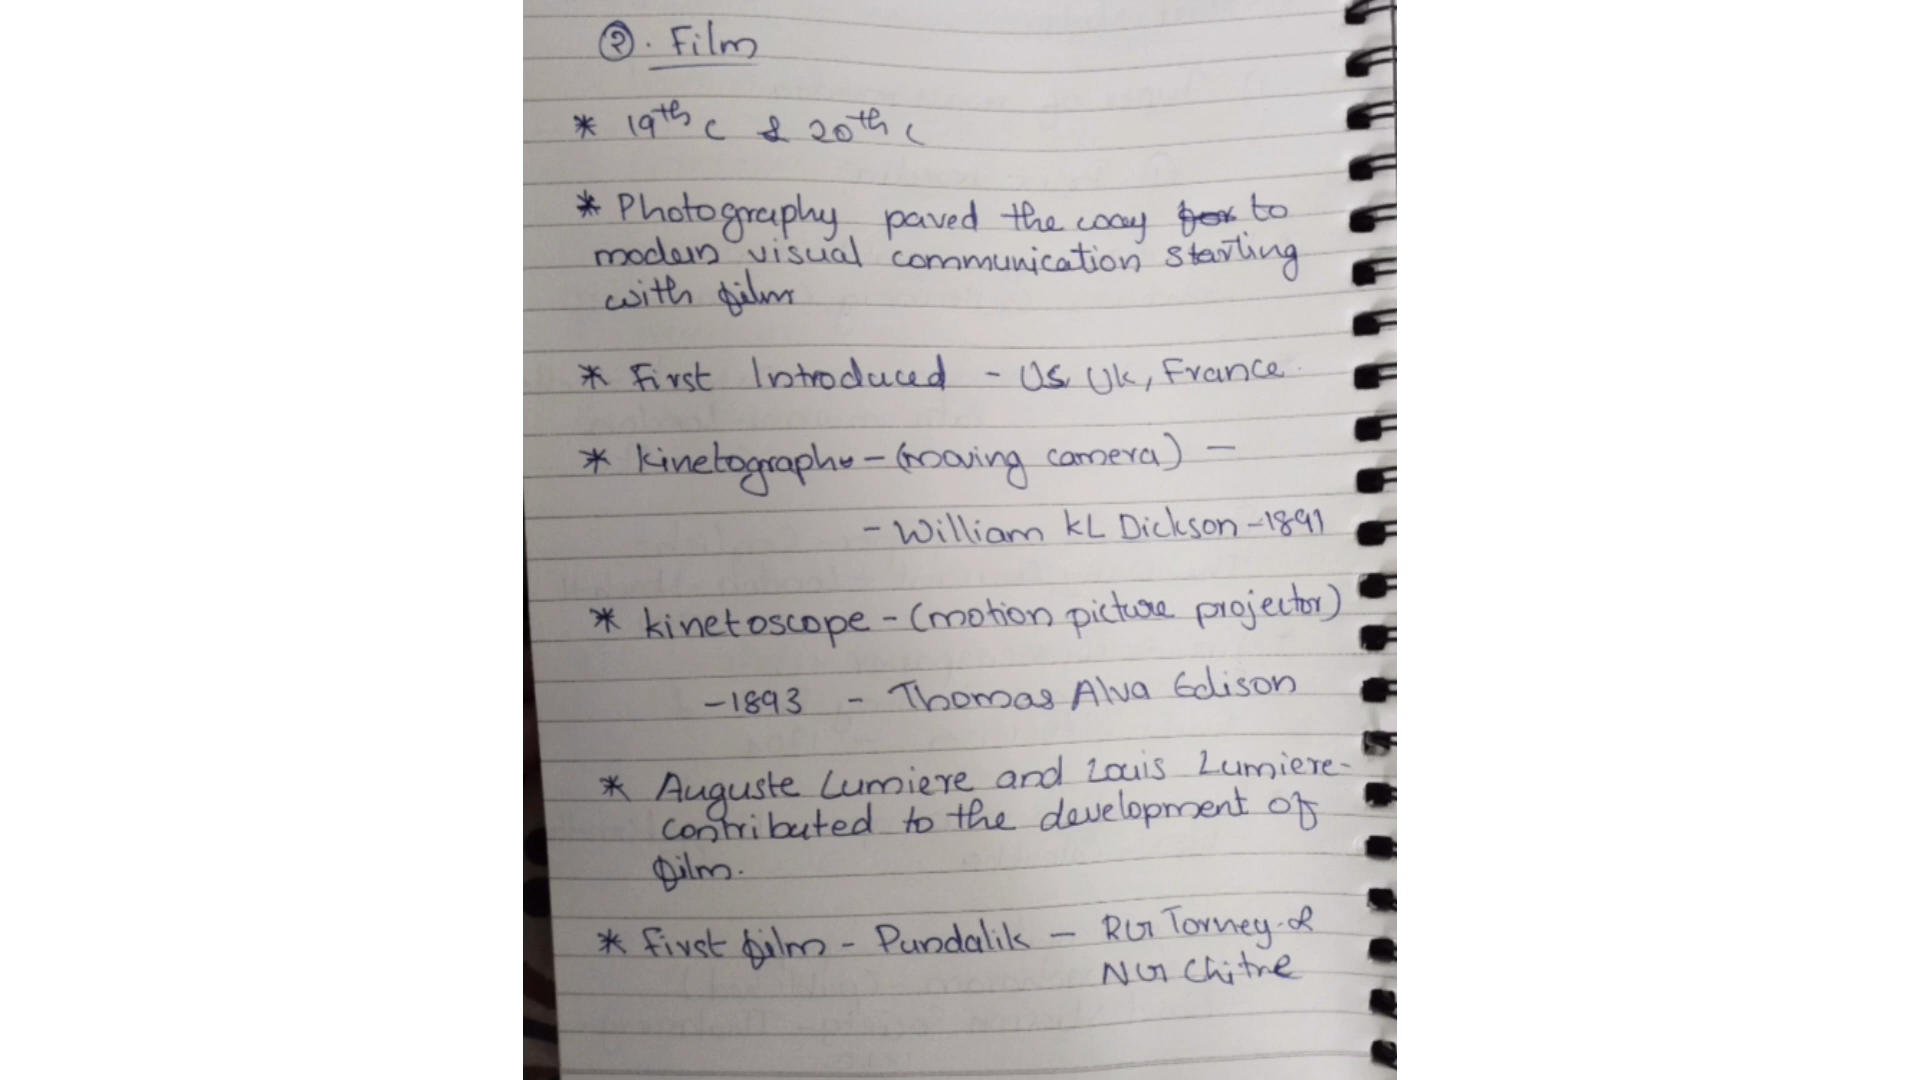 ②. Film
* 19th C & 20th C
* Photography paved the way for to
modern visual communication starting
with film
* First Introduced - US, UK, France.
* Kinetograph - (moving camera) -
- William KL Dickson - 1891
* Kinetoscope - (motion picture projector)
- 1893 - Thomas Alva Edison
* Auguste Lumiere and Louis Lumiere -
contributed to the development of
film.
* First film - Pundalik - RG Torney. &
NG Chitre